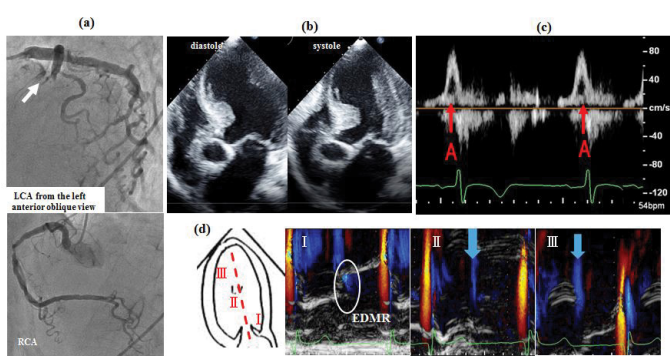 (a)
(b)
(c)
diastole
systole
LCA from the left
anterior oblique view
RCA
80
40
cm/s
-40
-80
-120
A
A
54bpm
(d)
III
II
I
I
EDMR
II
III